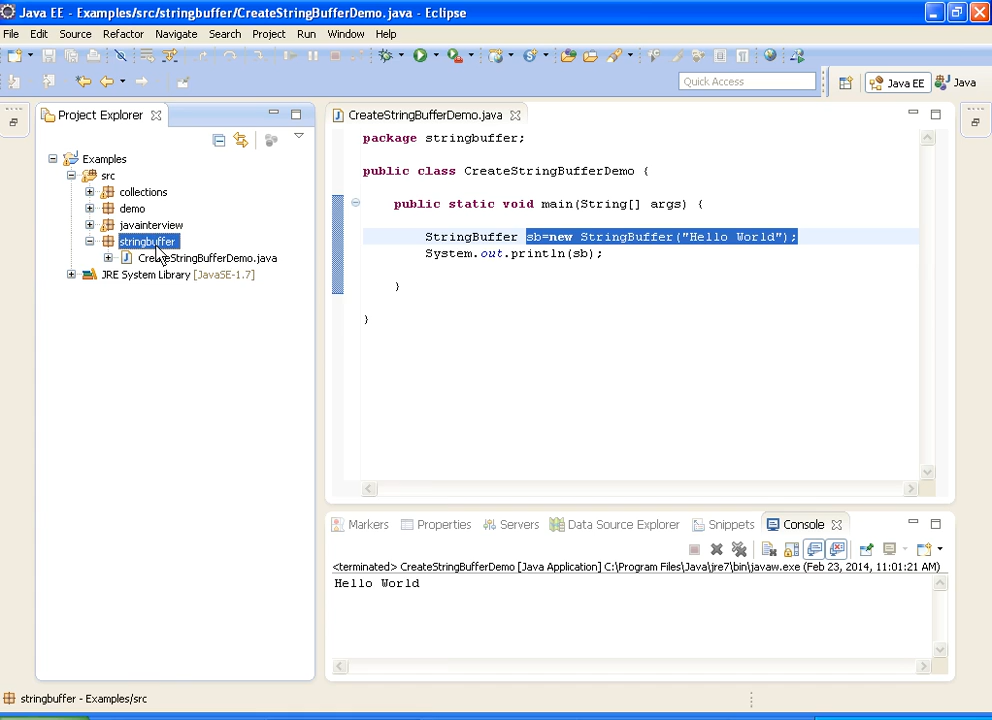 Java EE - Examples/src/stringbuffer/CreateStringBufferDemo.java - Eclipse
File Edit Source Refactor Navigate Search Project Run Window Help
Quick Access
Java EE
Java
Project Explorer
Examples
src
collections
demo
javainterview
stringbuffer
CreateStringBufferDemo.java
JRE System Library [JavaSE-1.7]
CreateStringBufferDemo.java
package stringbuffer;
public class CreateStringBufferDemo {
public static void main(String[] args) {
StringBuffer sb=new StringBuffer("Hello World");
System.out.println(sb);
}
}
Markers Properties Servers Data Source Explorer Snippets Console
<terminated> CreateStringBufferDemo [Java Application] C:\Program Files\Java\jre7\bin\javaw.exe (Feb 23, 2014, 11:01:21 AM)
Hello World
stringbuffer - Examples/src